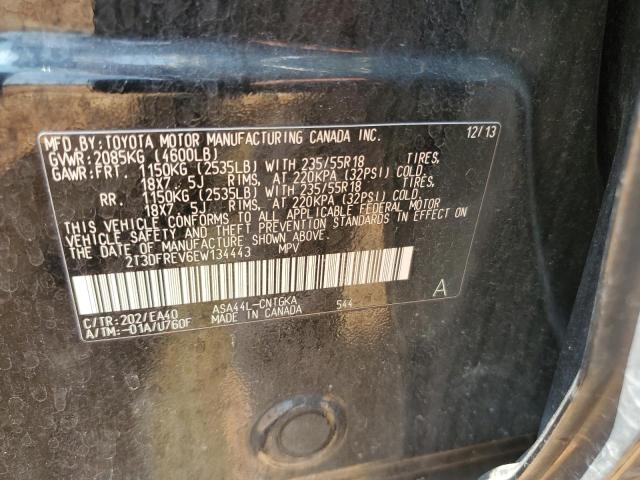 MFD. BY: TOYOTA MOTOR MANUFACTURING CANADA INC. 12/13
GVWR: 2085KG (4600LB)
GAWR: FRT. 1150KG (2535LB) WITH 235/55R18 TIRES,
18X7.5J RIMS, AT 220KPA (32PSI) COLD.
RR. 1150KG (2535LB) WITH 235/55R18 TIRES,
18X7.5J RIMS, AT 220KPA (32PSI) COLD.
THIS VEHICLE CONFORMS TO ALL APPLICABLE FEDERAL MOTOR
VEHICLE SAFETY AND THEFT PREVENTION STANDARDS IN EFFECT ON
THE DATE OF MANUFACTURE SHOWN ABOVE.
2T3DFREV6EW134443 MPV
A
ASA44L-CNTGKA 544
C/TR: 202/EA40 MADE IN CANADA
A/TM: -01A/U760F